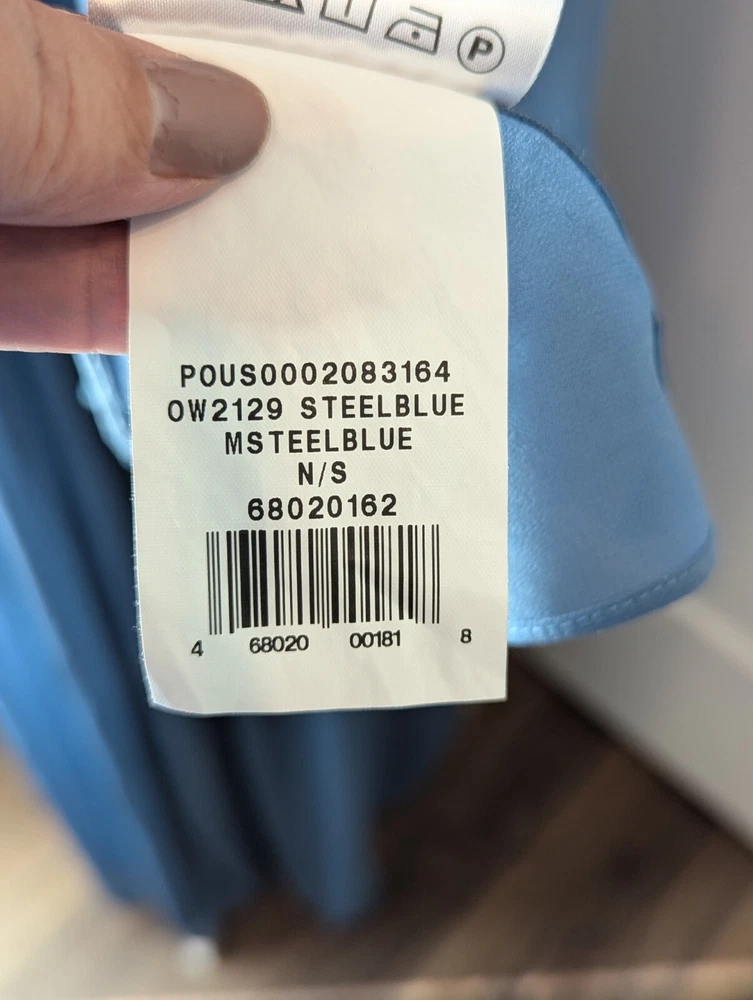 P
POUS0002083164
OW2129 STEELBLUE
MSTEELBLUE
N/S
68020162
4 68020 00181 8